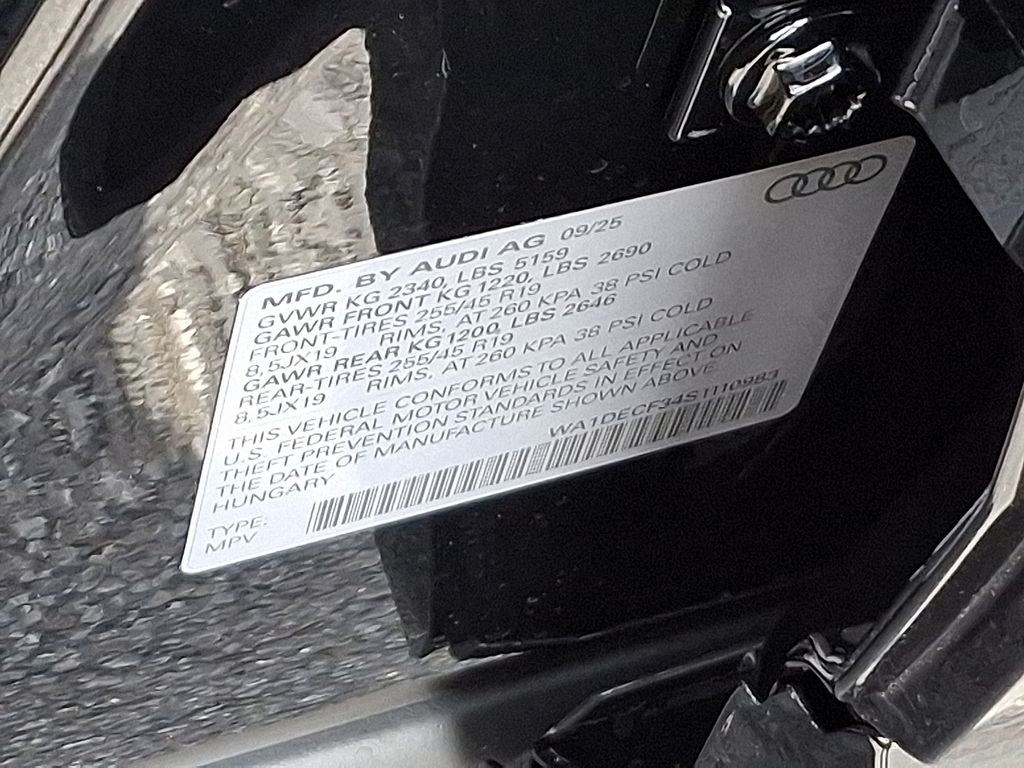 MFD. BY AUDI AG 09/25
GVWR KG 2340, LBS 5159
GAWR FRONT KG 1220, LBS 2690
FRONT-TIRES 255/45 R19
8,5JX19 RIMS, AT 260 KPA 38 PSI COLD
GAWR REAR KG 1200, LBS 2646
REAR-TIRES 255/45 R19
8,5JX19 RIMS, AT 260 KPA 38 PSI COLD
THIS VEHICLE CONFORMS TO ALL APPLICABLE
U.S. FEDERAL MOTOR VEHICLE SAFETY AND
THEFT PREVENTION STANDARDS IN EFFECT ON
THE DATE OF MANUFACTURE SHOWN ABOVE
HUNGARY
WA1DECF34S1110983
TYPE:
MPV